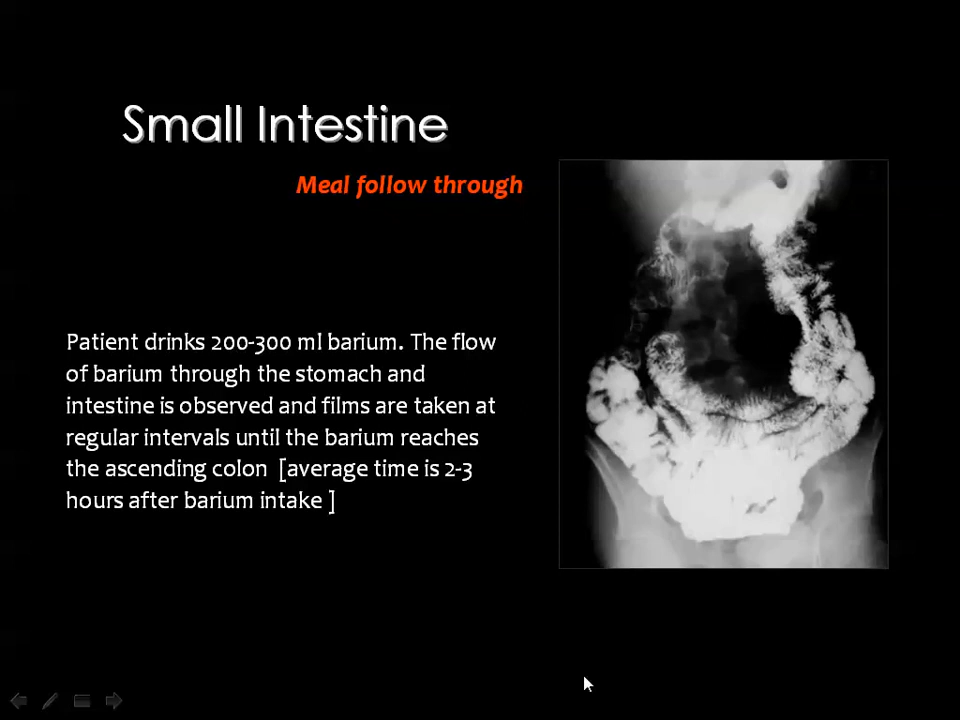 Small Intestine
Meal follow through
Patient drinks 200-300 ml barium. The flow
of barium through the stomach and
intestine is observed and films are taken at
regular intervals until the barium reaches
the ascending colon  [average time is 2-3
hours after barium intake ]